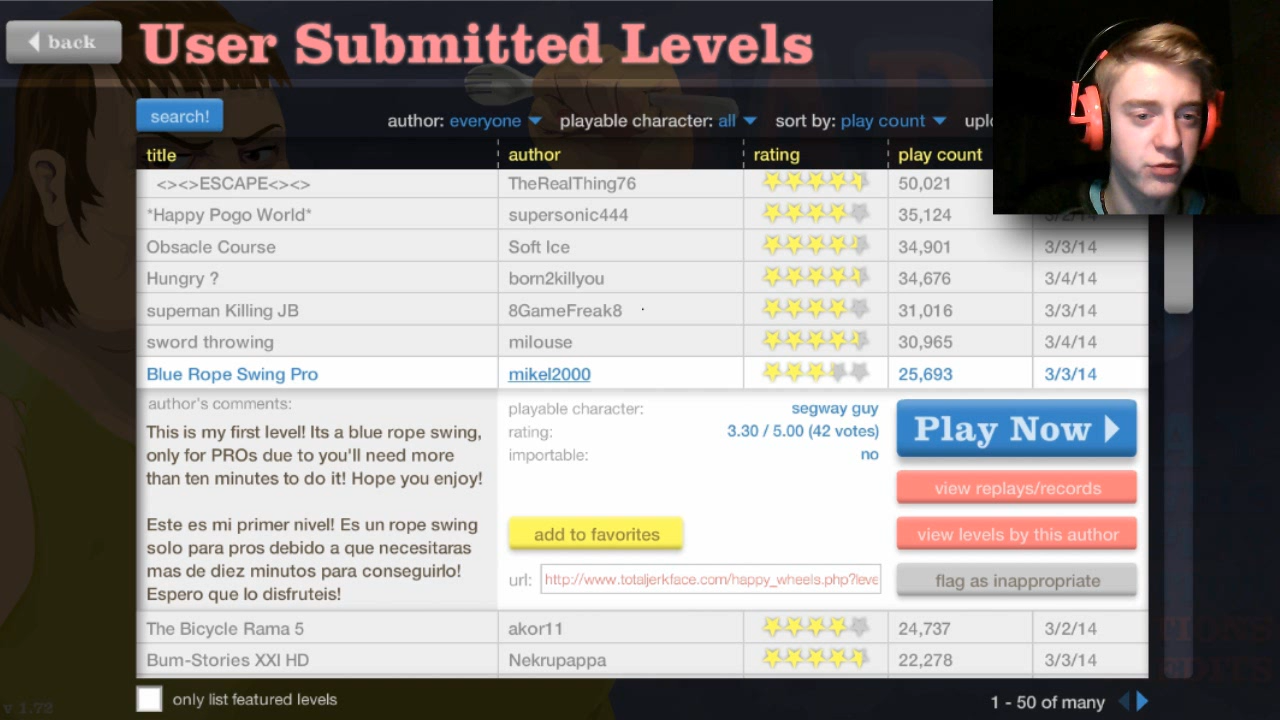 back
User Submitted Levels
search!
author: everyone playable character: all sort by: play count uplo
title author rating play count
<><>ESCAPE<><> TheRealThing76 50,021
*Happy Pogo World* supersonic444 35,124 3/2/14
Obsacle Course Soft Ice 34,901 3/3/14
Hungry ? born2killyou 34,676 3/4/14
supernan Killing JB 8GameFreak8 31,016 3/3/14
sword throwing milouse 30,965 3/4/14
Blue Rope Swing Pro mikel2000 25,693 3/3/14
author's comments:
This is my first level! Its a blue rope swing,
only for PROs due to you'll need more
than ten minutes to do it! Hope you enjoy!
Este es mi primer nivel! Es un rope swing
solo para pros debido a que necesitaras
mas de diez minutos para conseguirlo!
Espero que lo disfruteis!
playable character: segway guy
rating: 3.30 / 5.00 (42 votes)
importable: no
add to favorites
url: http://www.totaljerkface.com/happy_wheels.php?leve
Play Now
view replays/records
view levels by this author
flag as inappropriate
The Bicycle Rama 5 akor11 24,737 3/2/14
Bum-Stories XXI HD Nekrupappa 22,278 3/3/14
only list featured levels
1 - 50 of many
v 1.72